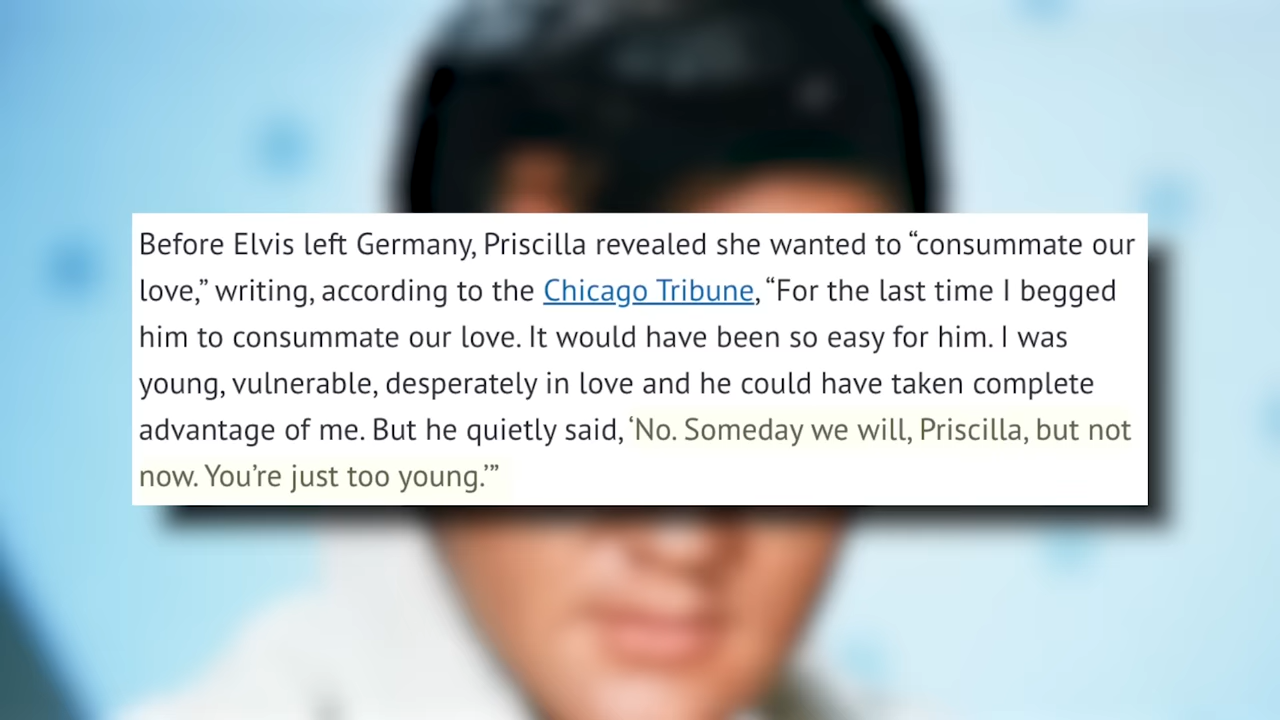 Before Elvis left Germany, Priscilla revealed she wanted to “consummate our
love,” writing, according to the Chicago Tribune, “For the last time I begged
him to consummate our love. It would have been so easy for him. I was
young, vulnerable, desperately in love and he could have taken complete
advantage of me. But he quietly said, ‘No. Someday we will, Priscilla, but not
now. You’re just too young.’”